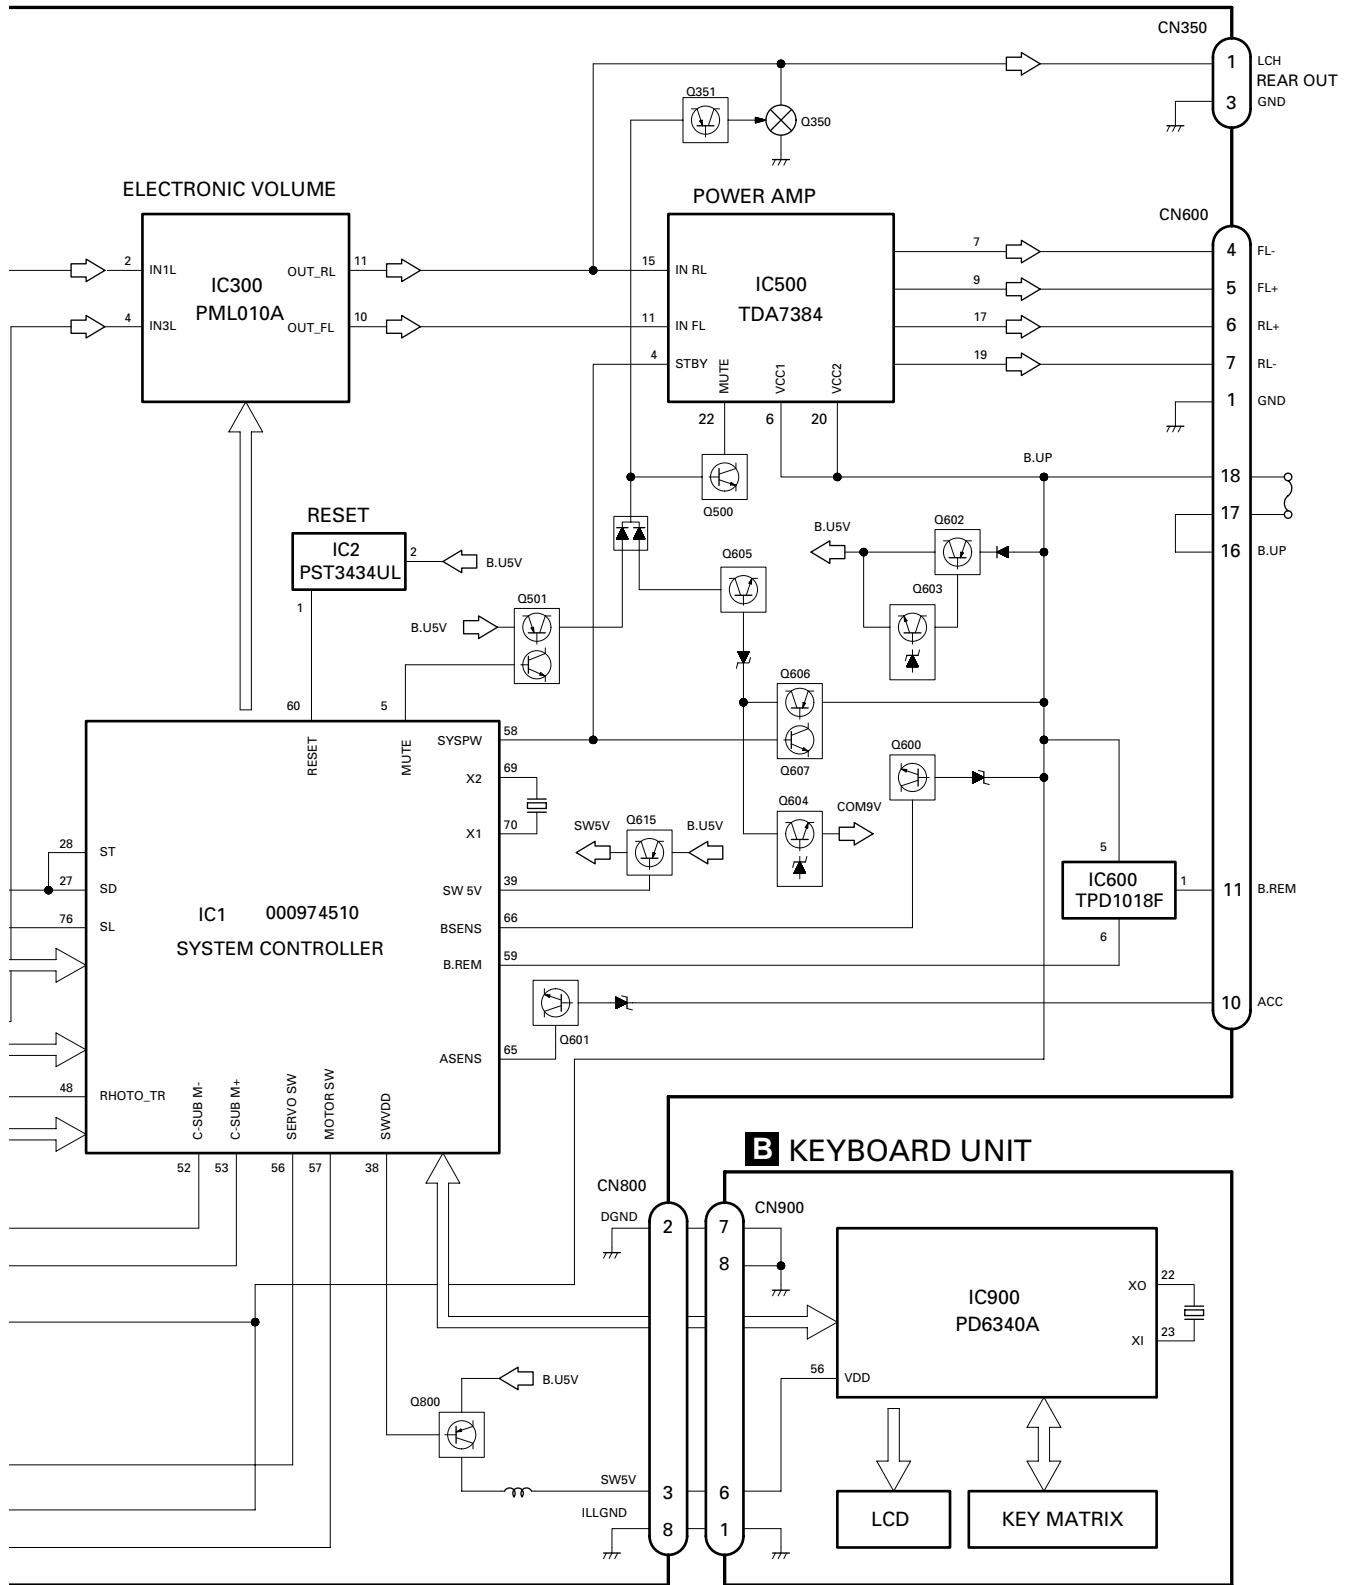 CN350
1 LCH
REAR OUT
3 GND
Q351
Q350
ELECTRONIC VOLUME
POWER AMP
CN600
2 IN1L
IC300
PML010A
OUT_RL 11
4 IN3L
OUT_FL 10
15 IN RL
IC500
TDA7384
11 IN FL
4 STBY
MUTE
VCC1
VCC2
22
6
20
7
9
17
19
4 FL-
5 FL+
6 RL+
7 RL-
1 GND
B.UP
18
17
16 B.UP
Q500
RESET
IC2
PST3434UL
2
B.U5V
1
B.U5V
Q602
Q603
Q605
Q501
B.U5V
Q606
Q607
60
5
RESET
MUTE
SYSPW 58
X2 69
X1 70
Q600
Q604
COM9V
SW5V
Q615
B.U5V
28 ST
27 SD
76 SL
IC1 000974510
SYSTEM CONTROLLER
SW 5V 39
BSENS 66
B.REM 59
5
IC600
TPD1018F
1
6
11 B.REM
10 ACC
Q601
ASENS 65
48 RHOTO_TR
C-SUB M-
C-SUB M+
SERVO SW
MOTOR SW
SWVDD
52
53
56
57
38
B KEYBOARD UNIT
CN800
CN900
DGND
2
7
8
IC900
PD6340A
XO 22
XI 23
56 VDD
B.U5V
Q800
SW5V
3
6
ILLGND
8
1
LCD
KEY MATRIX